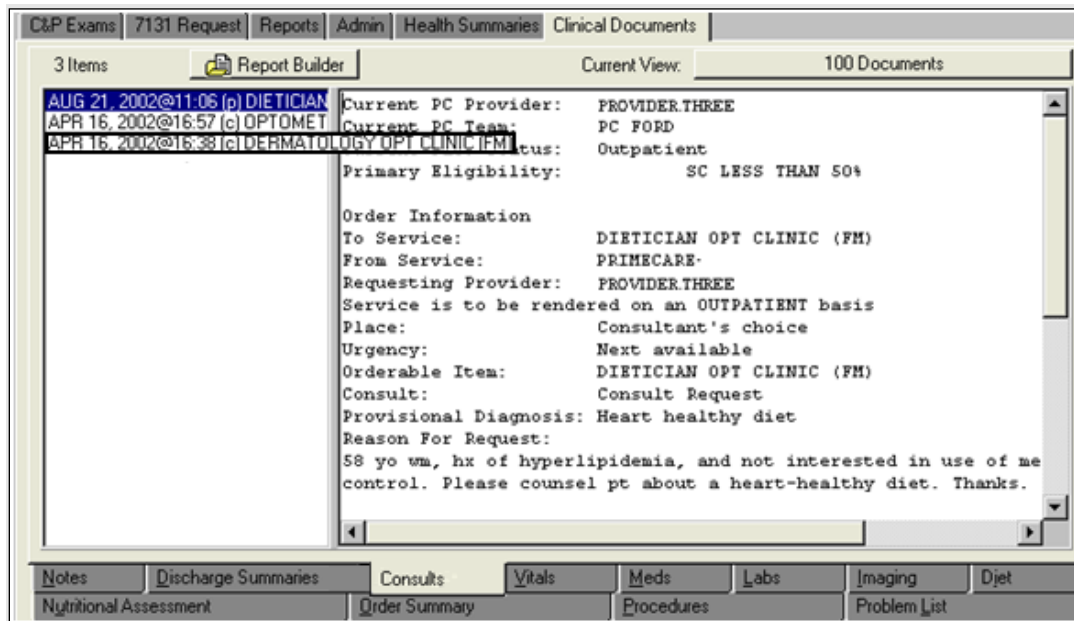 C&P Exams 7131 Request Reports Admin Health Summaries Clinical Documents
3 Items Report Builder Current View: 100 Documents
AUG 21, 2002@11:06 (p) DIETICIAN
APR 16, 2002@16:57 (c) OPTOMET
APR 16, 2002@16:38 (c) DERMATOLOGY OPT CLINIC (FM)
Current PC Provider: PROVIDER.THREE
Current PC Team: PC FORD
tus: Outpatient
Primary Eligibility: SC LESS THAN 50%
Order Information
To Service: DIETICIAN OPT CLINIC (FM)
From Service: PRIMECARE-
Requesting Provider: PROVIDER.THREE
Service is to be rendered on an OUTPATIENT basis
Place: Consultant's choice
Urgency: Next available
Orderable Item: DIETICIAN OPT CLINIC (FM)
Consult: Consult Request
Provisional Diagnosis: Heart healthy diet
Reason For Request:
58 yo wm, hx of hyperlipidemia, and not interested in use of me
control. Please counsel pt about a heart-healthy diet. Thanks.
Notes Discharge Summaries Consults Vitals Meds Labs Imaging Diet
Nutritional Assessment Order Summary Procedures Problem List